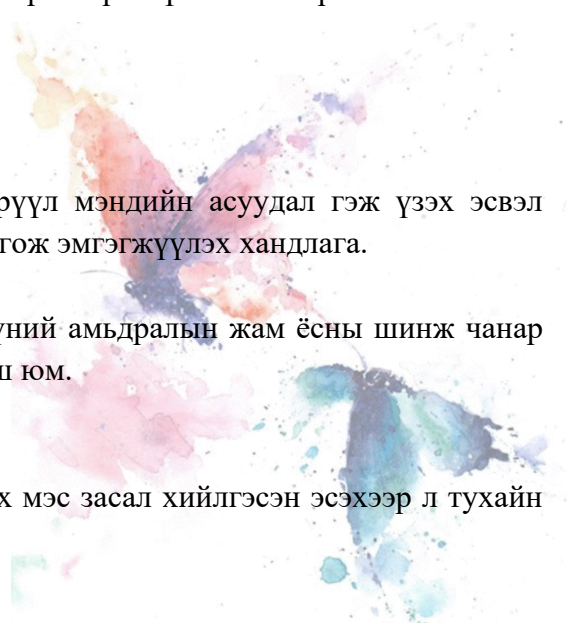 рүүл мэндийн асуудал гэж үзэх эсвэл
гож эмгэгжүүлэх хандлага.
үний амьдралын жам ёсны шинж чанар
ш юм.
х мэс засал хийлгэсэн эсэхээр л тухайн